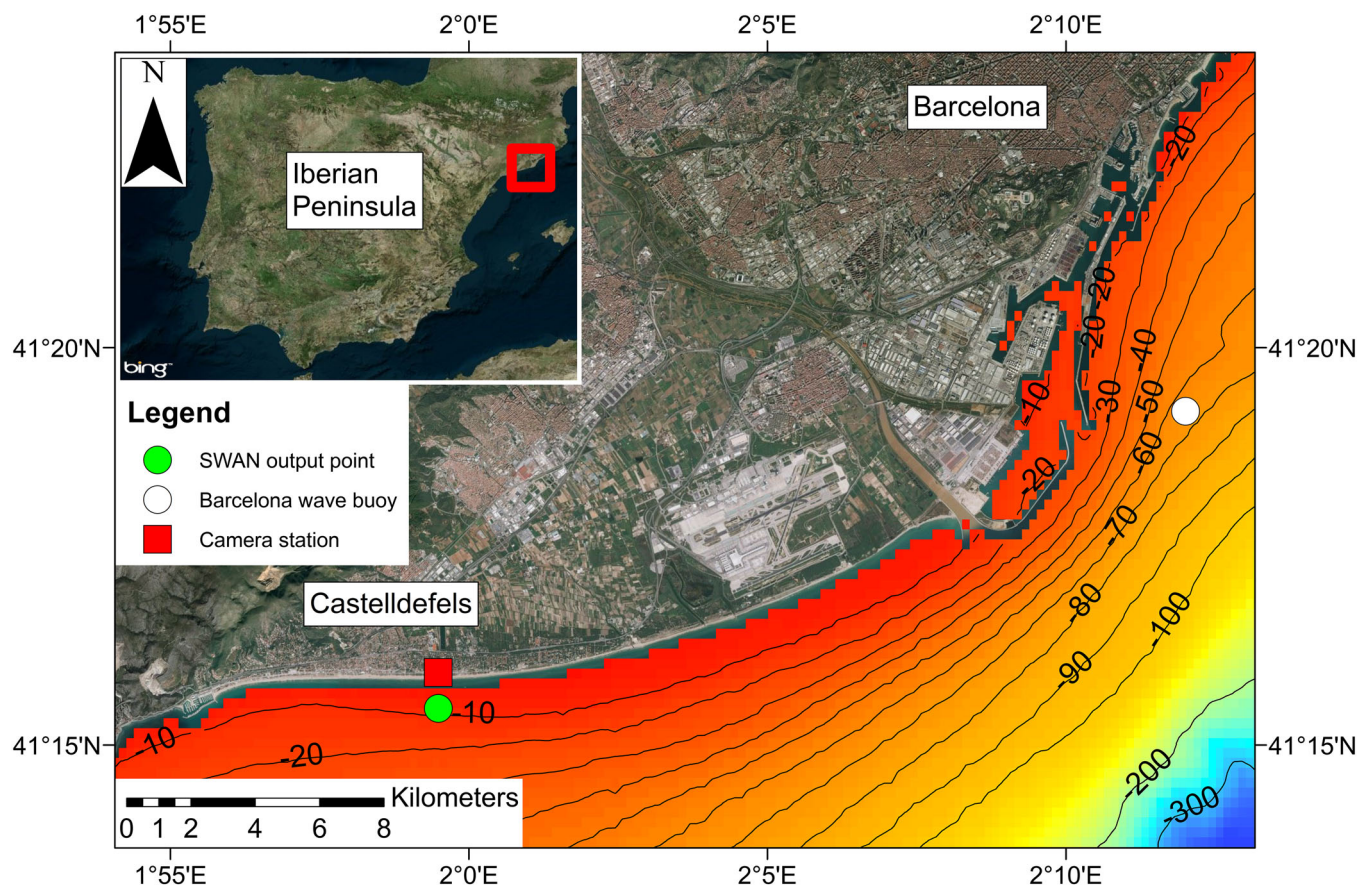 1°55'E
2°0'E
2°5'E
2°10'E
N
Iberian
Peninsula
bing™
Barcelona
-20
-20
-20
-40
-30
-50
-10
-60
-20
-70
41°20'N
41°20'N
Legend
SWAN output point
Barcelona wave buoy
Camera station
Castelldefels
-80
-100
-90
-10
-10
-20
-200
-300
41°15'N
41°15'N
Kilometers
0 1 2 4 6 8
1°55'E
2°0'E
2°5'E
2°10'E